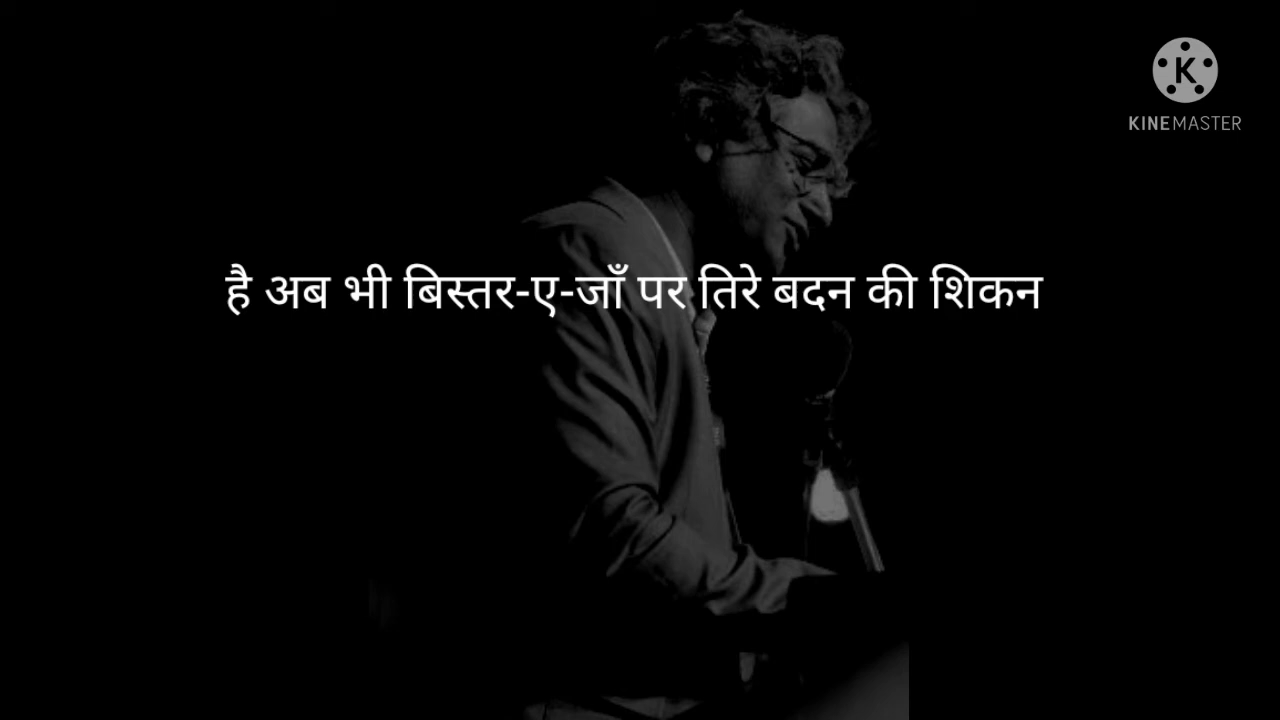 KINEMASTER
है अब भी बिस्तर-ए-जाँ पर तिरे बदन की शिकन